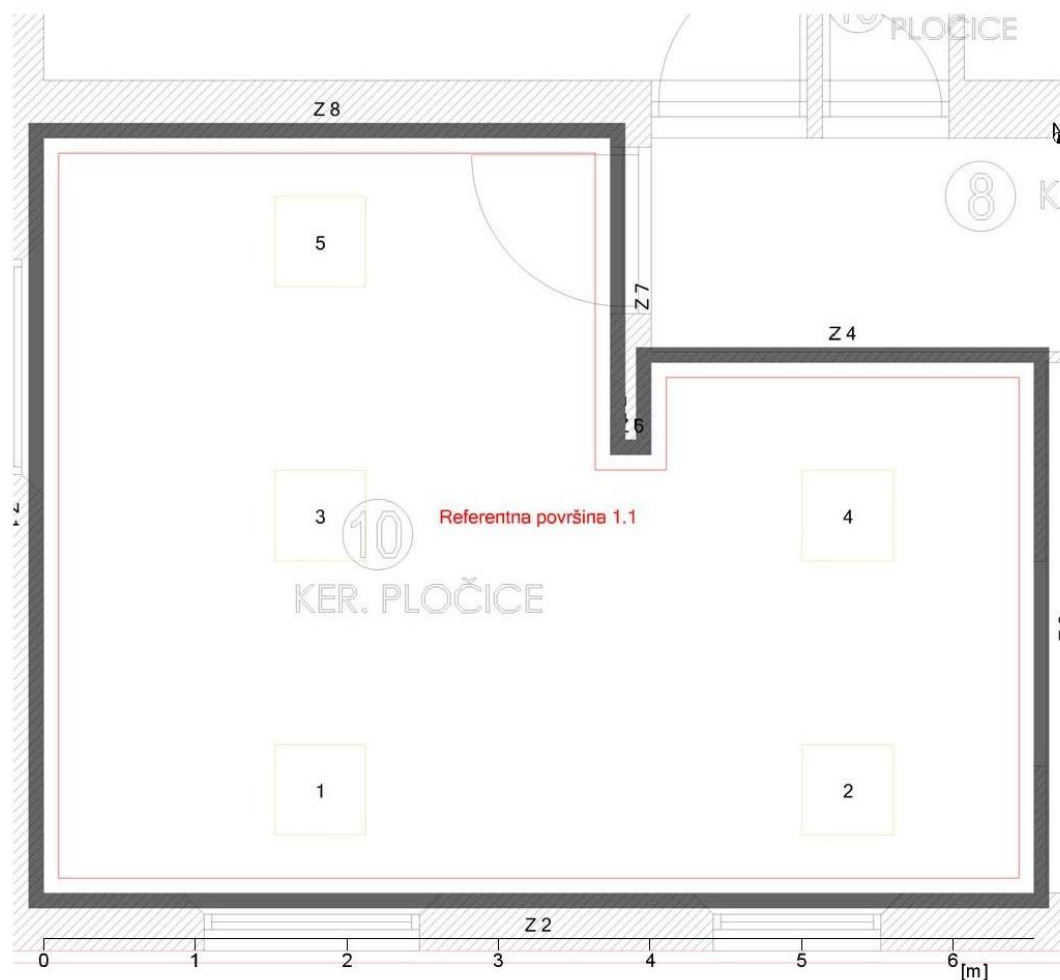 PLOČICE
Z 8
8
K
5
Z 7
Z 4
Z 6
3
10
Referentna površina 1.1
4
KER. PLOČICE
1
2
Z 2
0 1 2 3 4 5 6 [m]